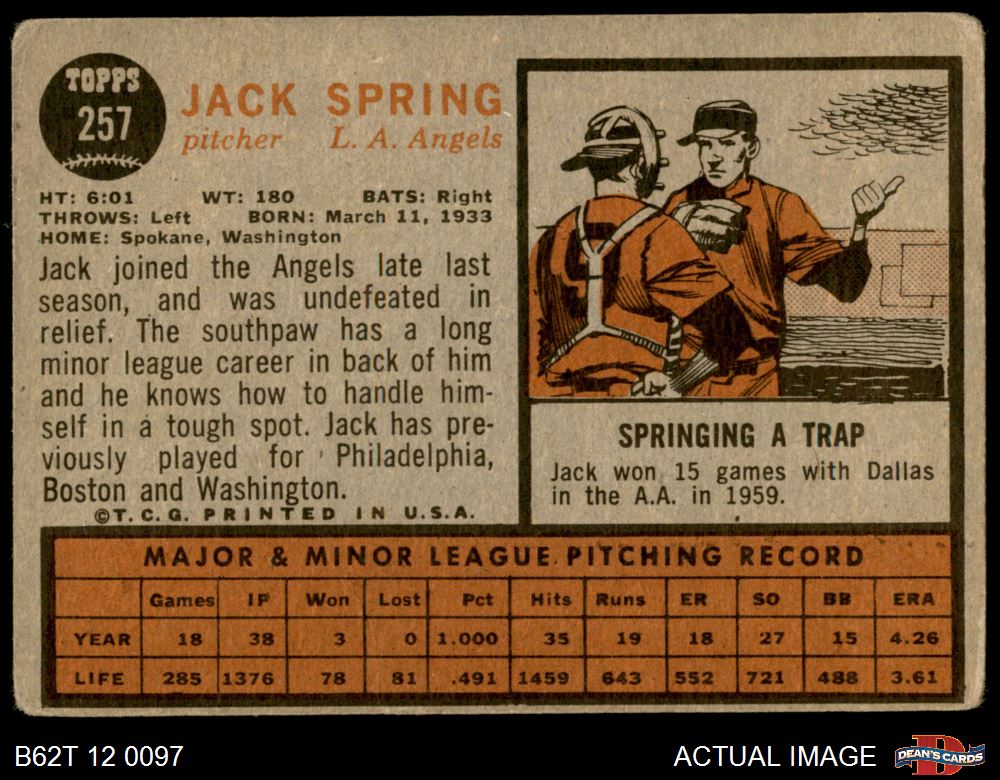 TOPPS
257
JACK SPRING
pitcher L. A. Angels
HT: 6:01 WT: 180 BATS: Right
THROWS: Left BORN: March 11, 1933
HOME: Spokane, Washington
Jack joined the Angels late last
season, and was undefeated in
relief. The southpaw has a long
minor league career in back of him
and he knows how to handle him-
self in a tough spot. Jack has pre-
viously played for Philadelphia,
Boston and Washington.
©T.C.G. PRINTED IN U.S.A.
SPRINGING A TRAP
Jack won 15 games with Dallas
in the A.A. in 1959.
MAJOR & MINOR LEAGUE PITCHING RECORD
Games IP Won Lost Pct Hits Runs ER SO BB ERA
YEAR 18 38 3 0 1.000 35 19 18 27 15 4.26
LIFE 285 1376 78 81 .491 1459 643 552 721 488 3.61
B62T 12 0097 ACTUAL IMAGE
D
DEAN'S CARDS